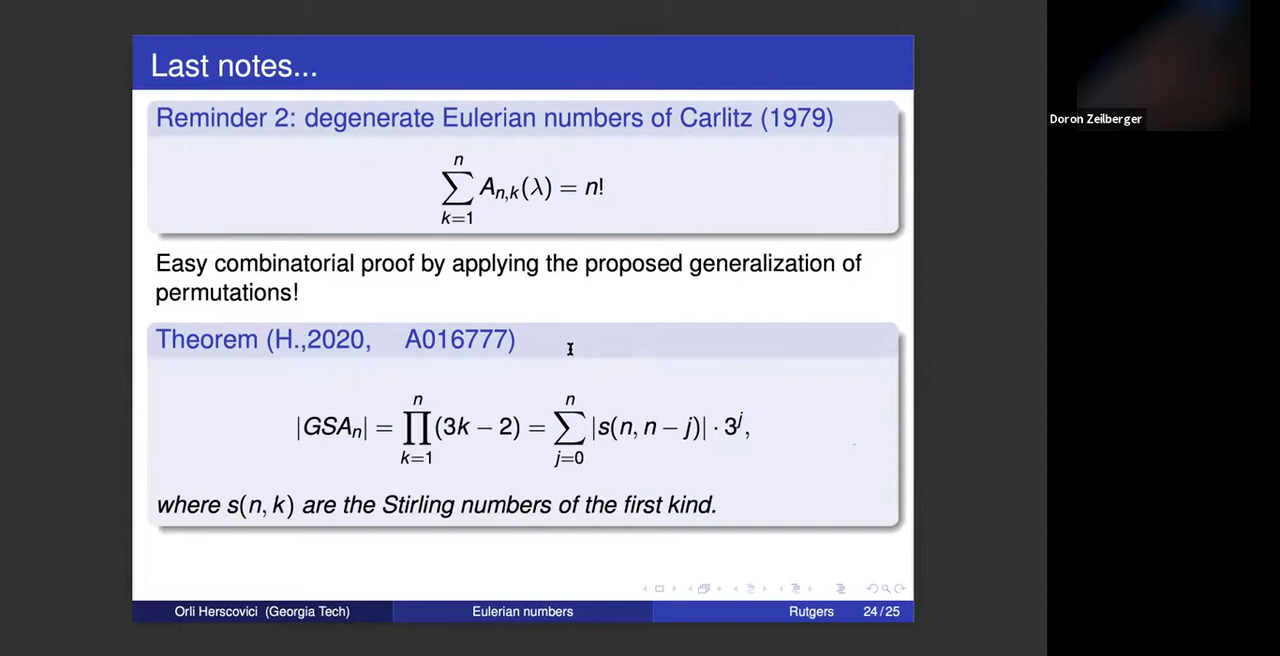 Last notes...
Reminder 2: degenerate Eulerian numbers of Carlitz (1979)
n
∑ A_{n,k}(λ) = n!
k=1
Easy combinatorial proof by applying the proposed generalization of
permutations!
Theorem (H.,2020, A016777)
n n
|GSA_n| = ∏(3k − 2) = ∑ |s(n, n − j)| · 3^j,
k=1 j=0
where s(n, k) are the Stirling numbers of the first kind.
Orli Herscovici (Georgia Tech) Eulerian numbers Rutgers 24/25
Doron Zeilberger